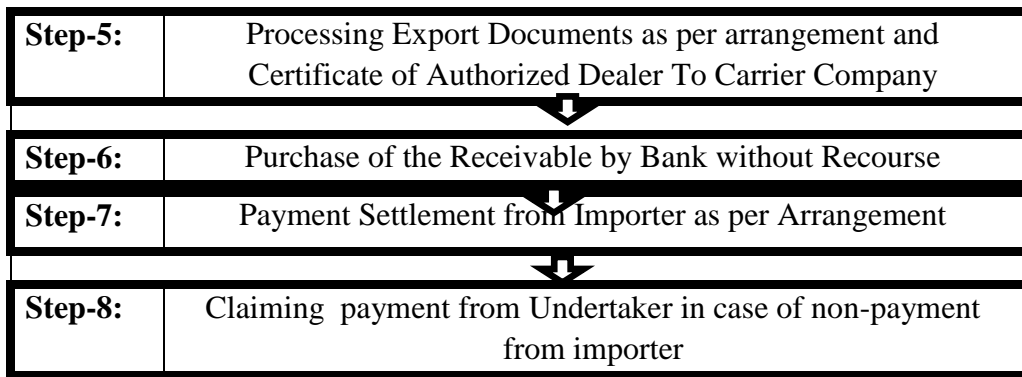 Step-5: Processing Export Documents as per arrangement and
Certificate of Authorized Dealer To Carrier Company
Step-6: Purchase of the Receivable by Bank without Recourse
Step-7: Payment Settlement from Importer as per Arrangement
Step-8: Claiming payment from Undertaker in case of non-payment
from importer